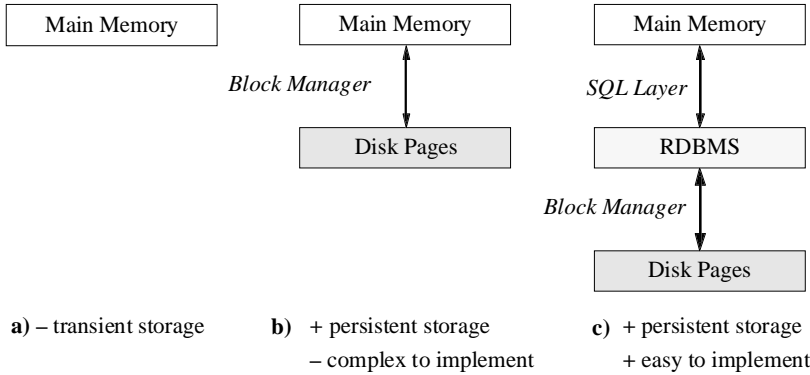 Main Memory
Main Memory
Block Manager
Disk Pages
Main Memory
SQL Layer
RDBMS
Block Manager
Disk Pages
a) – transient storage
b) + persistent storage
– complex to implement
c) + persistent storage
+ easy to implement